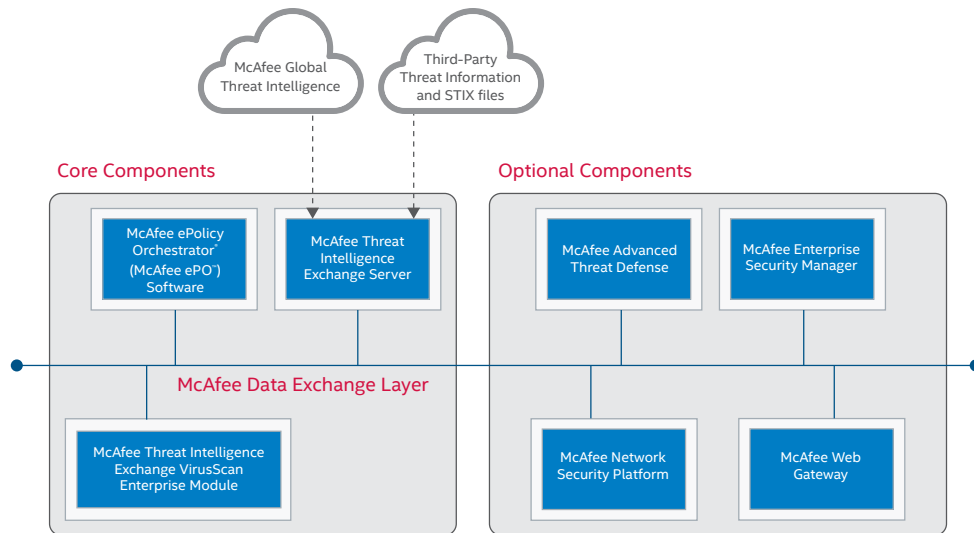 McAfee Global
Threat Intelligence
Third-Party
Threat Information
and STIX files
Core Components
Optional Components
McAfee ePolicy
Orchestrator*
(McAfee ePO™)
Software
McAfee Threat
Intelligence
Exchange Server
McAfee Advanced
Threat Defense
McAfee Enterprise
Security Manager
McAfee Data Exchange Layer
McAfee Threat Intelligence
Exchange VirusScan
Enterprise Module
McAfee Network
Security Platform
McAfee Web
Gateway